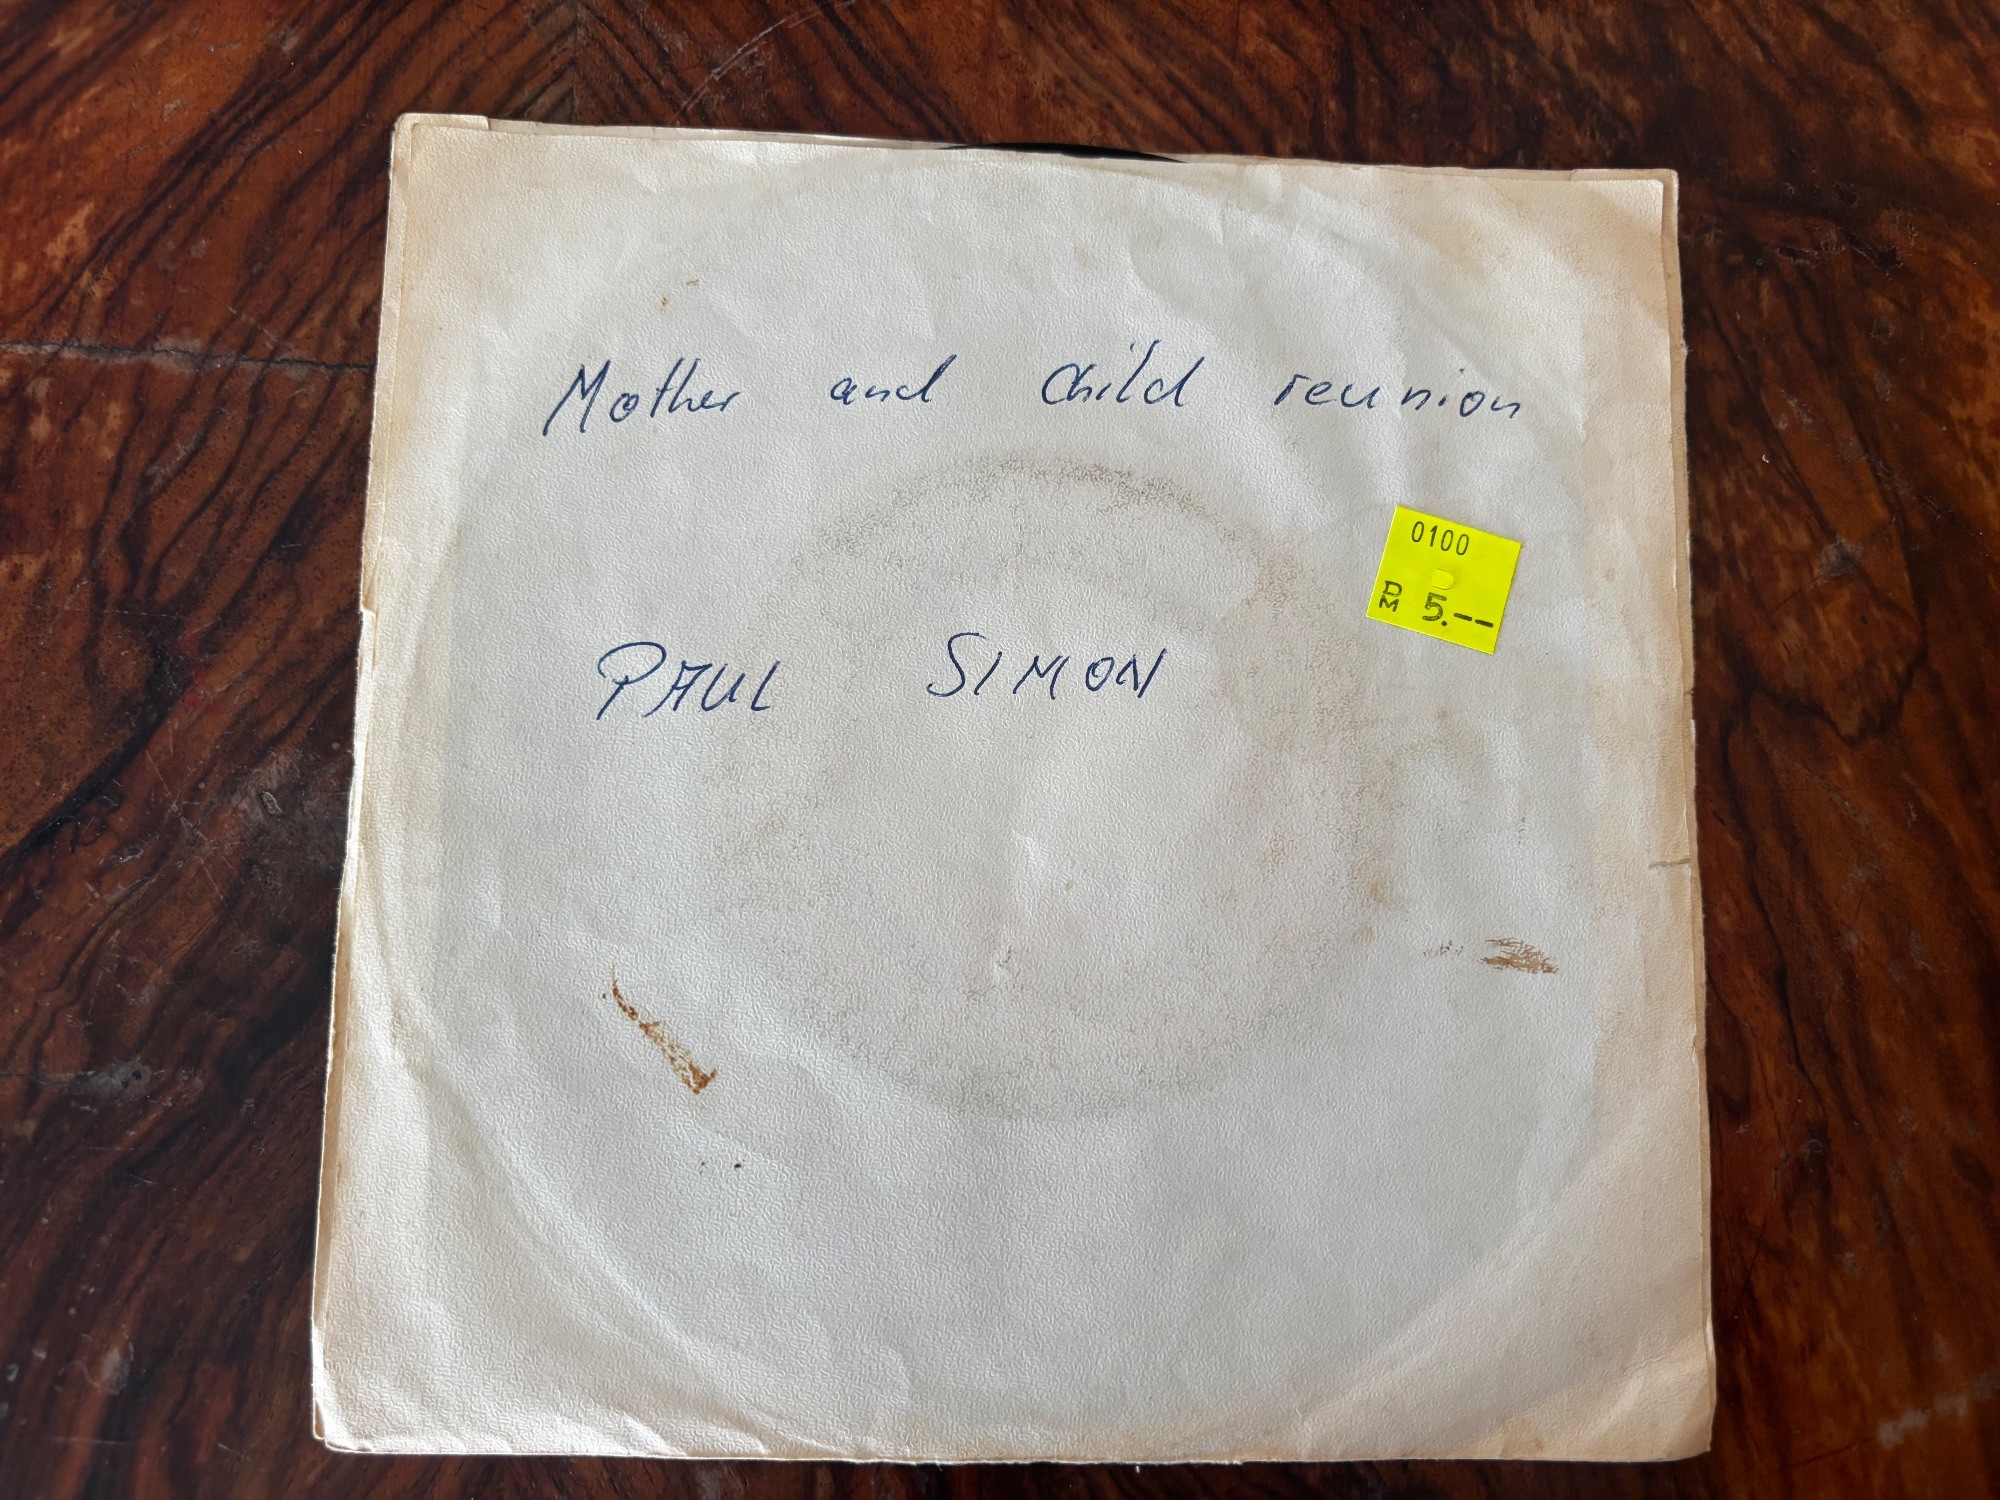 Mother and Child reunion
0100
DM 5.--
PAUL SIMON